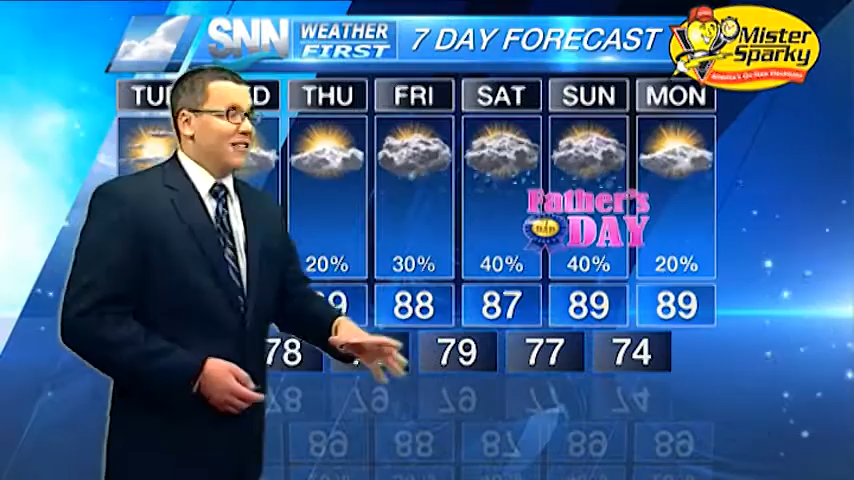 SNN WEATHER FIRST 7 DAY FORECAST
Mister Sparky
THU FRI SAT SUN MON
Father's DAY
20% 30% 40% 40% 20%
88 87 89 89
78 79 77 74